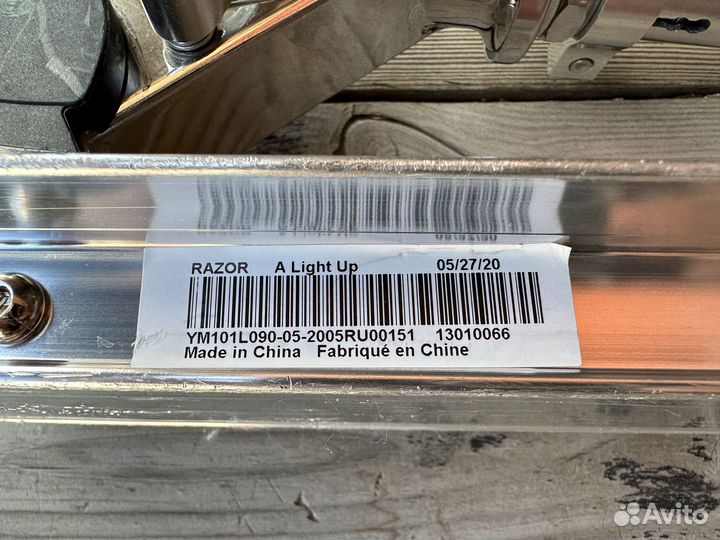 RAZOR A Light Up 05/27/20
YM101L090-05-2005RU00151 13010066
Made in China Fabriqué en Chine
Avito